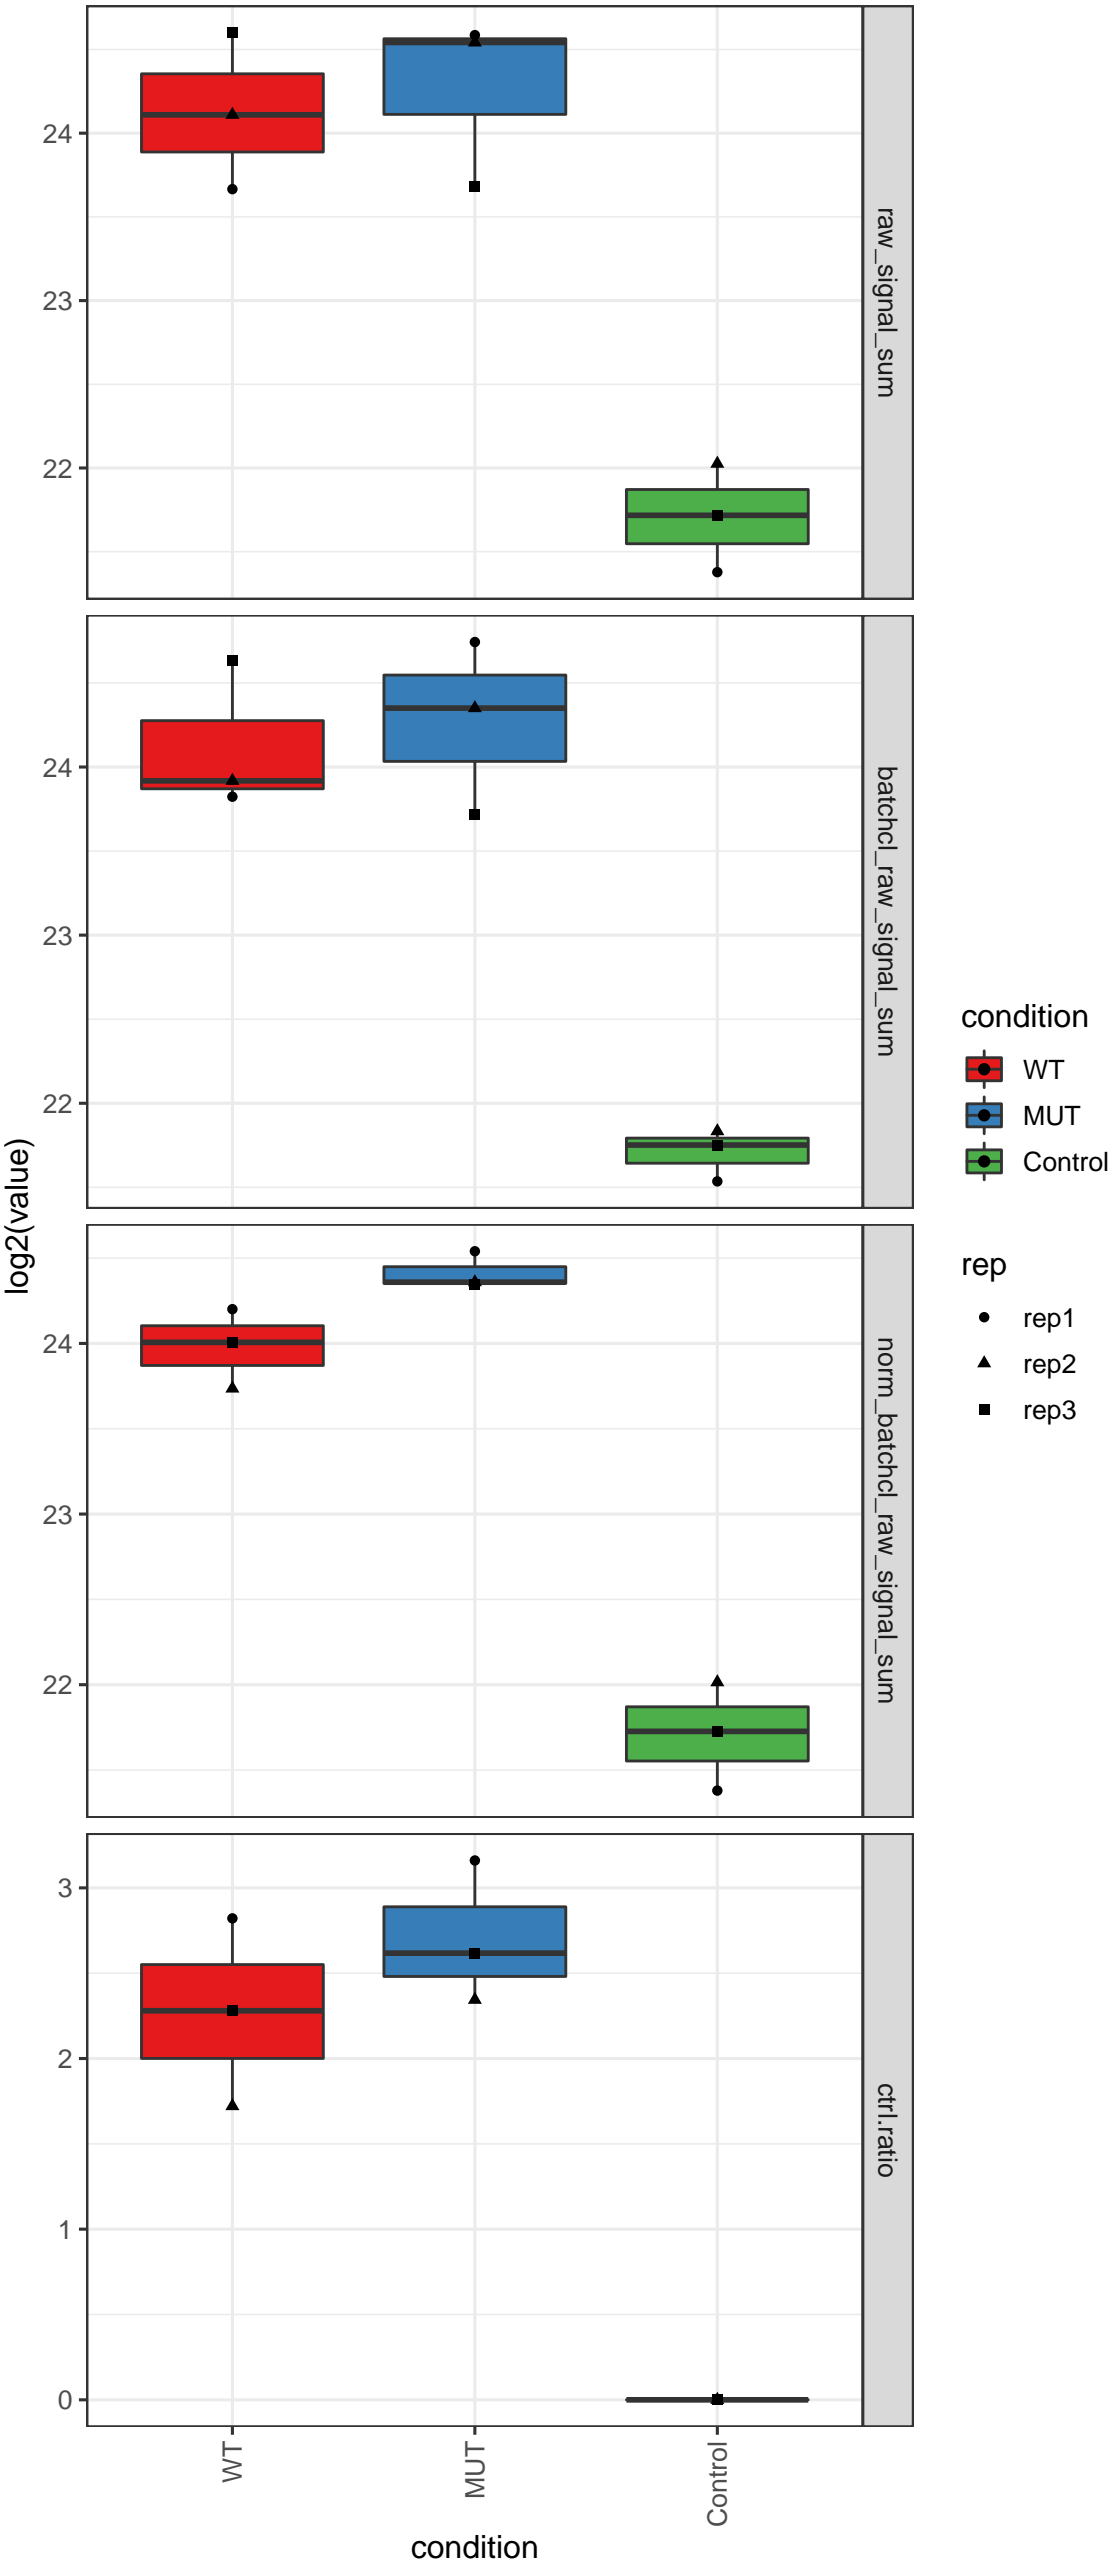 24
23
22
raw_signal_sum
24
23
22
batchcl_raw_signal_sum
24
23
22
norm_batchcl_raw_signal_sum
3
2
1
0
ctrl.ratio
log2(value)
WT
MUT
Control
condition
condition
WT
MUT
Control
rep
rep1
rep2
rep3